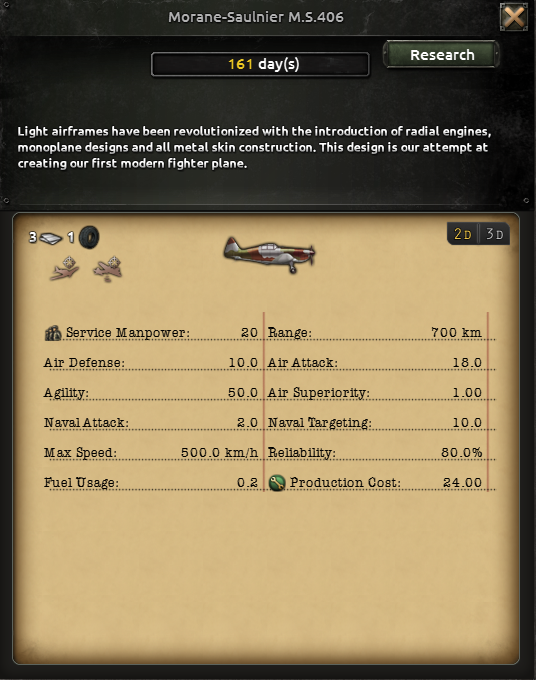 Morane-Saulnier M.S.406
161 day(s)
Research
Light airframes have been revolutionized with the introduction of radial engines,
monoplane designs and all metal skin construction. This design is our attempt at
creating our first modern fighter plane.
3 1
2D 3D
Service Manpower: 20 Range: 700 km
Air Defense: 10.0 Air Attack: 18.0
Agility: 50.0 Air Superiority: 1.00
Naval Attack: 2.0 Naval Targeting: 10.0
Max Speed: 500.0 km/h Reliability: 80.0%
Fuel Usage: 0.2 Production Cost: 24.00